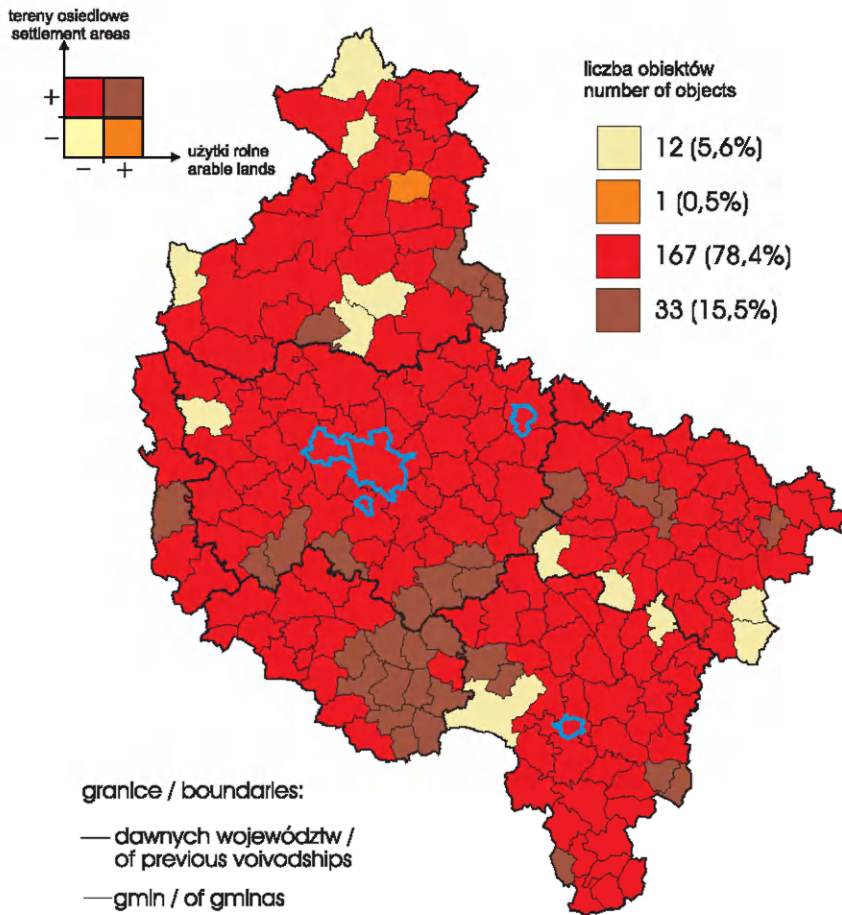 tereny osiedlowe
settlement areas
+
−
−
+
użytki rolne
arable lands
liczba obiektów
number of objects
12 (5,6%)
1 (0,5%)
167 (78,4%)
33 (15,5%)
granice / boundaries:
dawnych województw /
of previous voivodships
gmin / of gminas